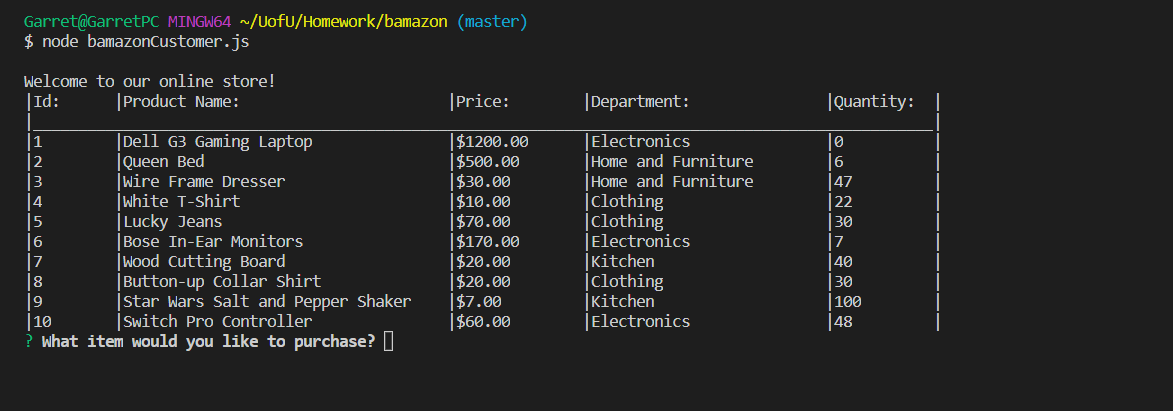 Garret@GarretPC MINGW64 ~/UofU/Homework/bamazon (master)
$ node bamazonCustomer.js
Welcome to our online store!
|Id: |Product Name: |Price: |Department: |Quantity: |
|____________________________________________________________________________________________________|
|1 |Dell G3 Gaming Laptop |$1200.00 |Electronics |0 |
|2 |Queen Bed |$500.00 |Home and Furniture |6 |
|3 |Wire Frame Dresser |$30.00 |Home and Furniture |47 |
|4 |White T-Shirt |$10.00 |Clothing |22 |
|5 |Lucky Jeans |$70.00 |Clothing |30 |
|6 |Bose In-Ear Monitors |$170.00 |Electronics |7 |
|7 |Wood Cutting Board |$20.00 |Kitchen |40 |
|8 |Button-up Collar Shirt |$20.00 |Clothing |30 |
|9 |Star Wars Salt and Pepper Shaker |$7.00 |Kitchen |100 |
|10 |Switch Pro Controller |$60.00 |Electronics |48 |
? What item would you like to purchase?